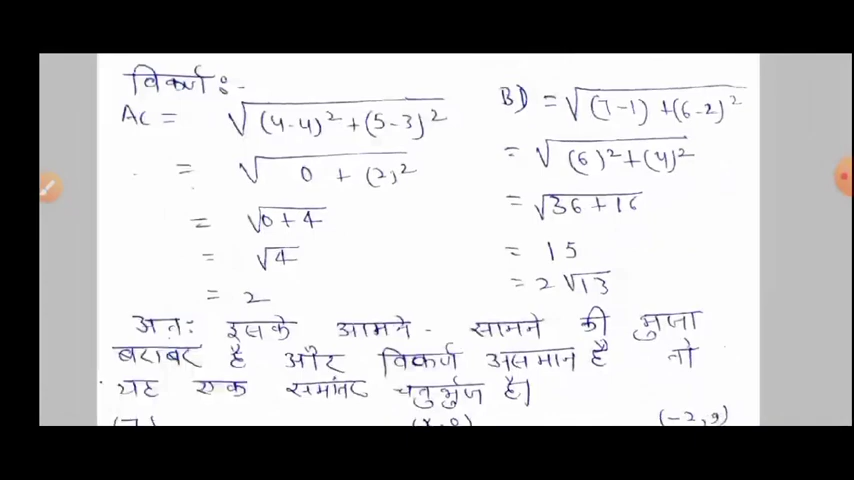 विकर्ण :-
AC = √(4-4)² + (5-3)²
= √0 + (2)²
= √0+4
= √4
= 2
BD = √(7-1) + (6-2)²
= √(6)² + (4)²
= √36+16
= 15
= 2√13
अतः इसके आमने - सामने की भुजा
बराबर है और विकर्ण असमान है तो
यह एक समांतर चतुर्भुज है।
(7) (x, 0) (-2, 9)